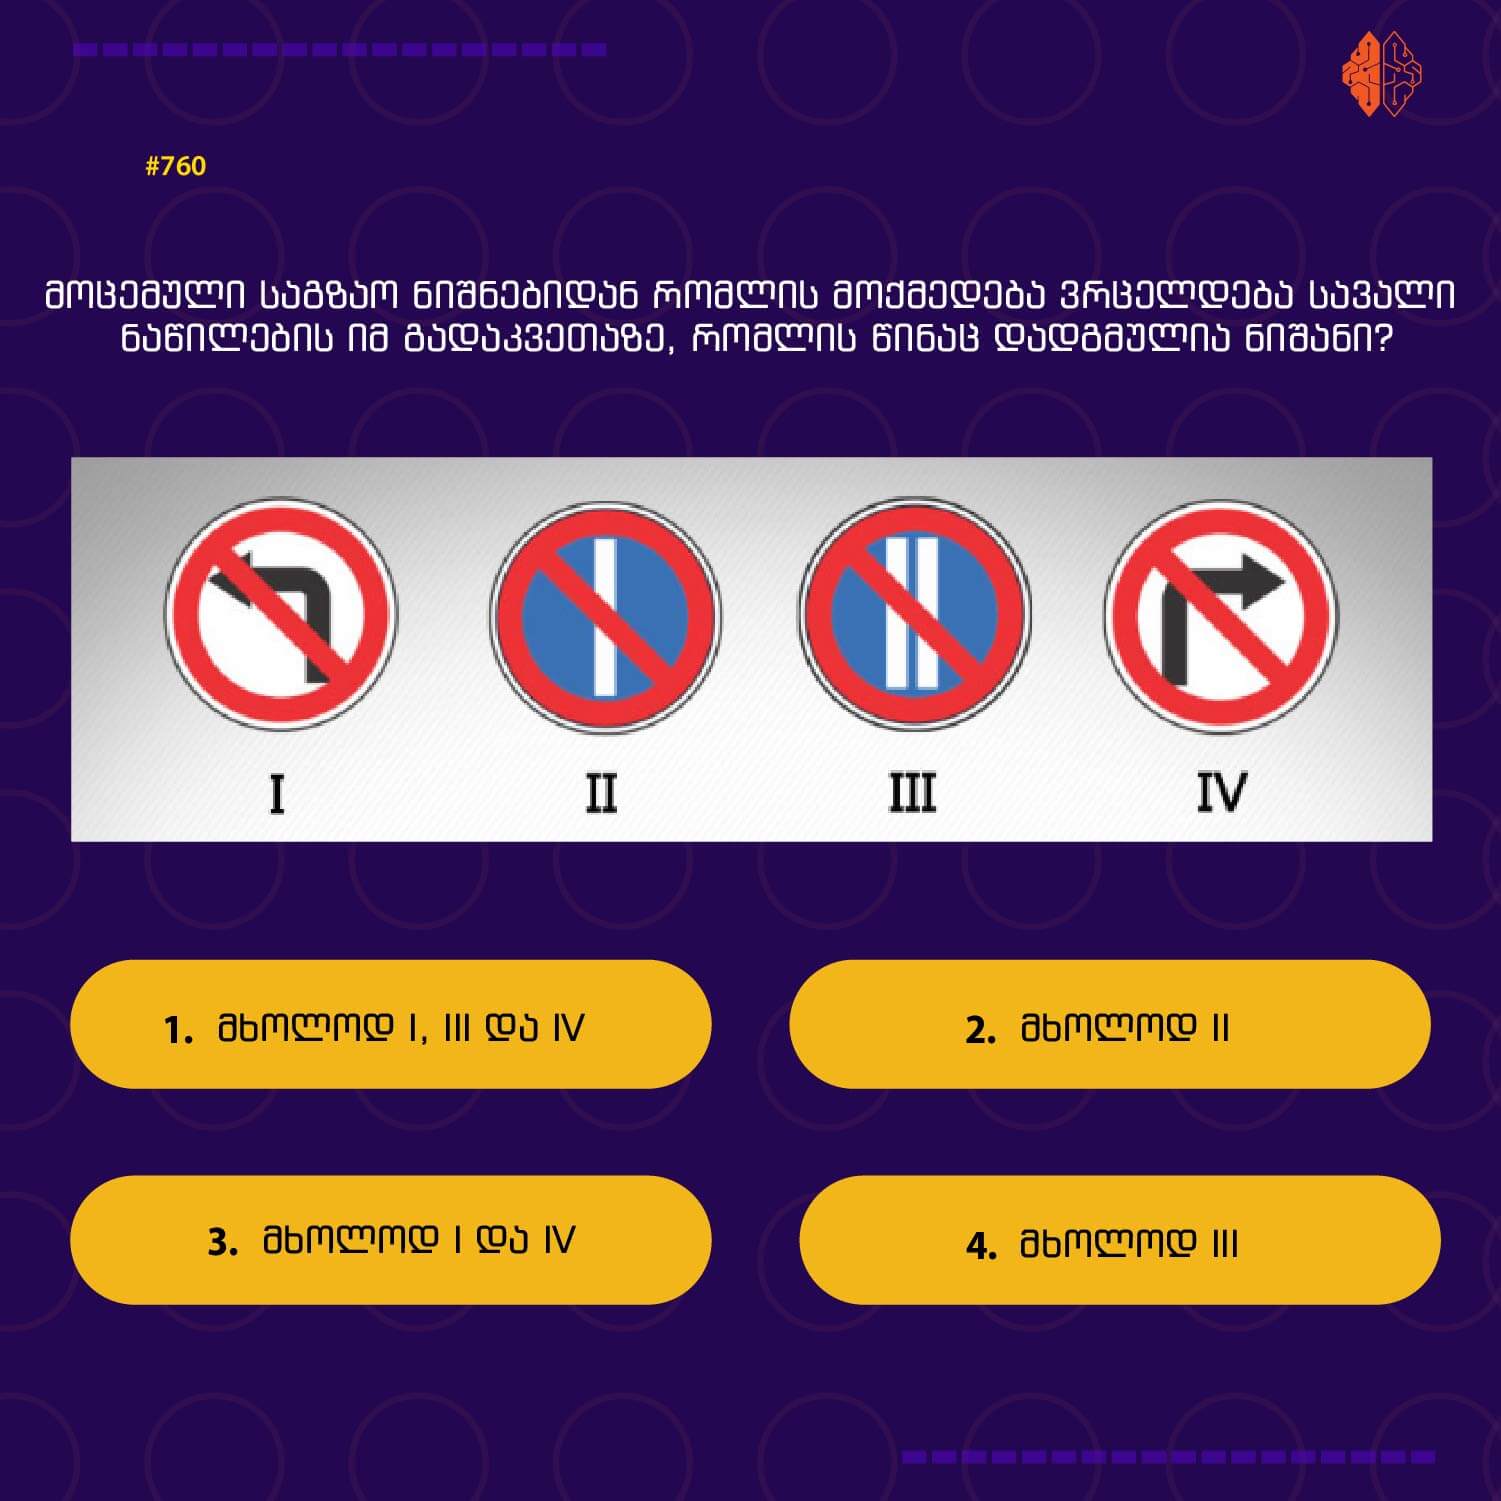 #760
მოცემული საგზაო ნიშნებიდან რომლის მოქმედება ვრცელდება სავალი
ნაწილების იმ გადაკვეთაზე, რომლის წინაც დადგმულია ნიშანი?
I II III IV
1. მხოლოდ I, III და IV
2. მხოლოდ II
3. მხოლოდ I და IV
4. მხოლოდ III